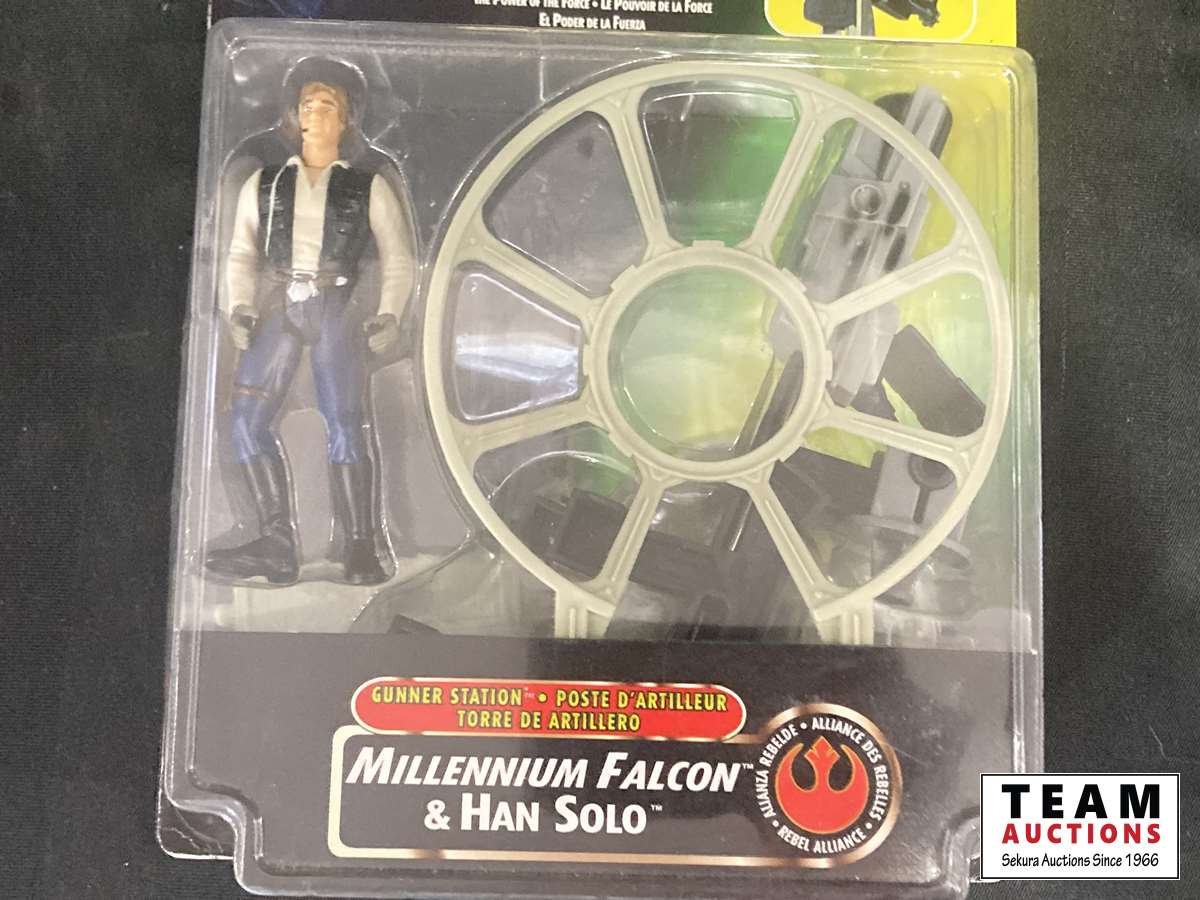 THE POWER OF THE FORCE • LE POUVOIR DE LA FORCE
EL PODER DE LA FUERZA
GUNNER STATION™ • POSTE D'ARTILLEUR
TORRE DE ARTILLERO
MILLENNIUM FALCON™
& HAN SOLO™
ALIANZA REBELDE • ALLIANCE DES REBELLES • REBEL ALLIANCE •
TEAM
AUCTIONS
Sekura Auctions Since 1966